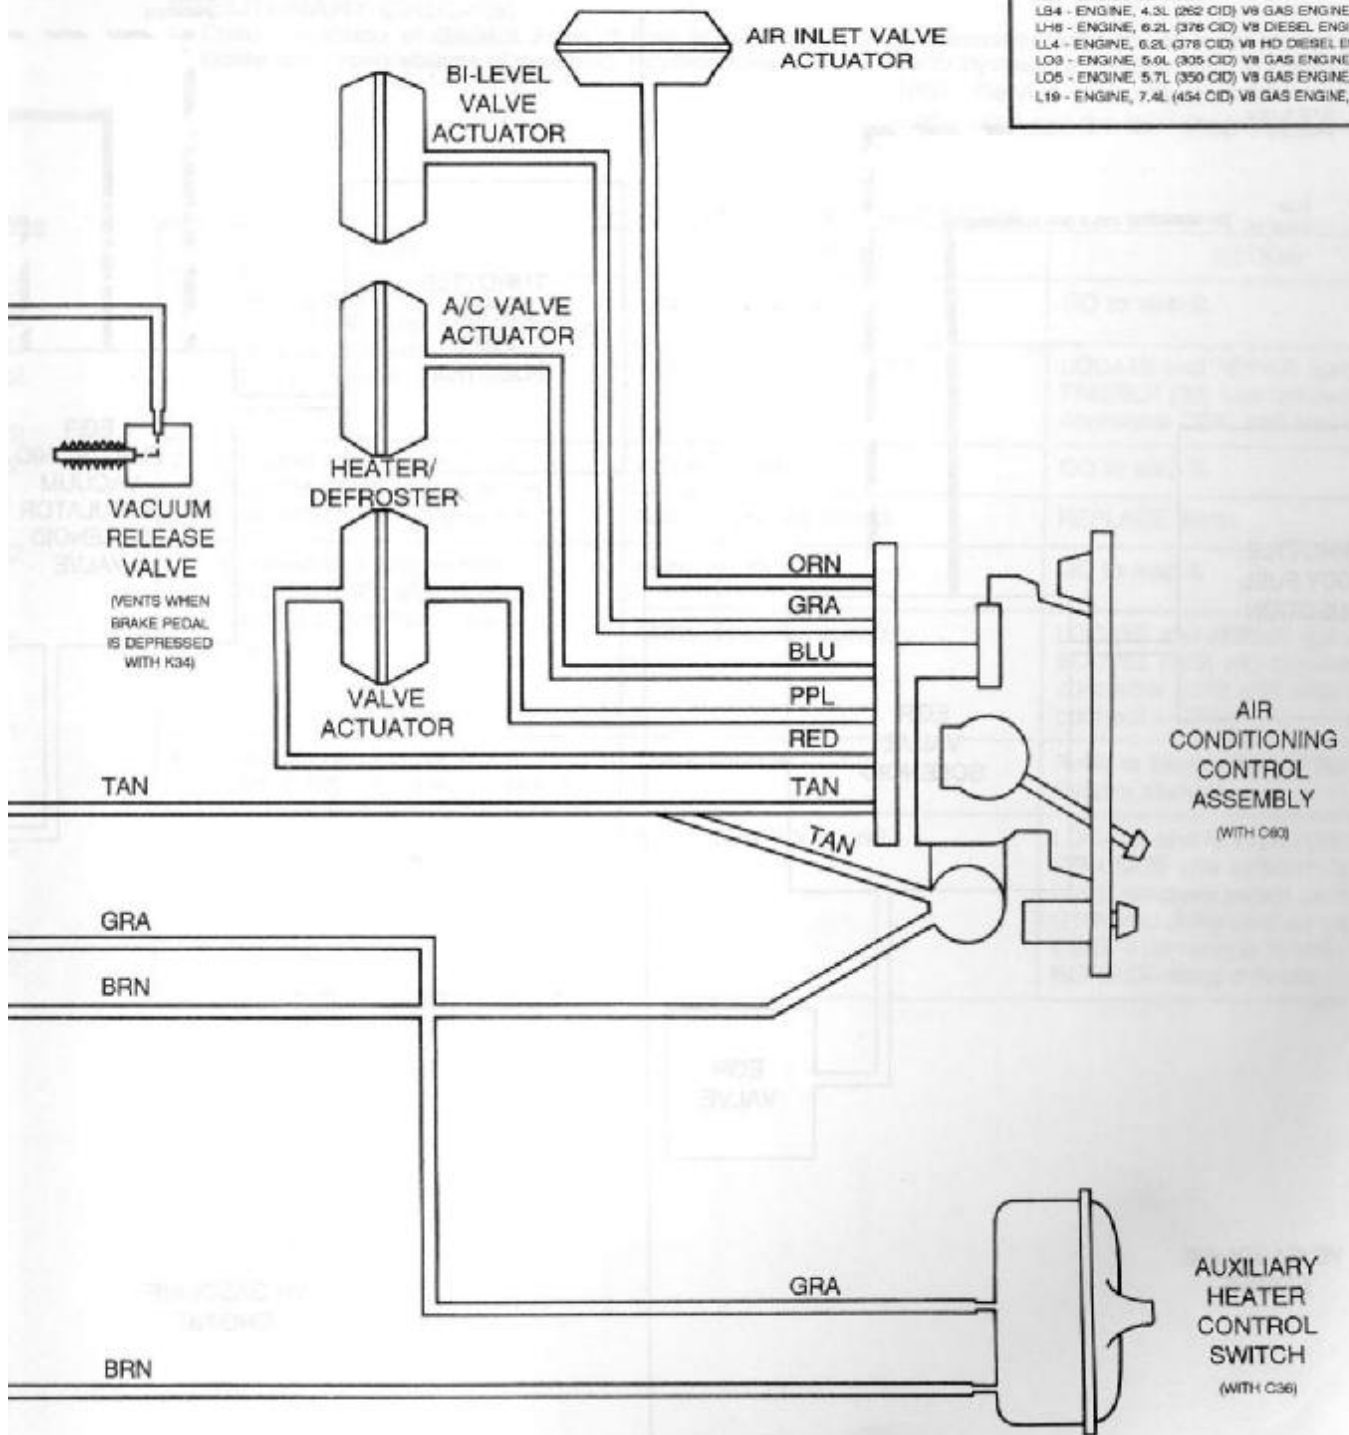 LB4 - ENGINE, 4.3L (262 CID) V6 GAS ENGINE
LH6 - ENGINE, 6.2L (378 CID) V8 DIESEL ENGI
LL4 - ENGINE, 6.2L (378 CID) V8 HD DIESEL E
LO3 - ENGINE, 5.0L (305 CID) V8 GAS ENGINE
LO5 - ENGINE, 5.7L (350 CID) V8 GAS ENGINE
L19 - ENGINE, 7.4L (454 CID) V8 GAS ENGINE,
AIR INLET VALVE
ACTUATOR
BI-LEVEL
VALVE
ACTUATOR
A/C VALVE
ACTUATOR
HEATER/
DEFROSTER
VALVE
ACTUATOR
VACUUM
RELEASE
VALVE
(VENTS WHEN
BRAKE PEDAL
IS DEPRESSED
WITH K34)
ORN
GRA
BLU
PPL
RED
TAN
TAN
TAN
AIR
CONDITIONING
CONTROL
ASSEMBLY
(WITH C60)
GRA
BRN
GRA
BRN
AUXILIARY
HEATER
CONTROL
SWITCH
(WITH C36)